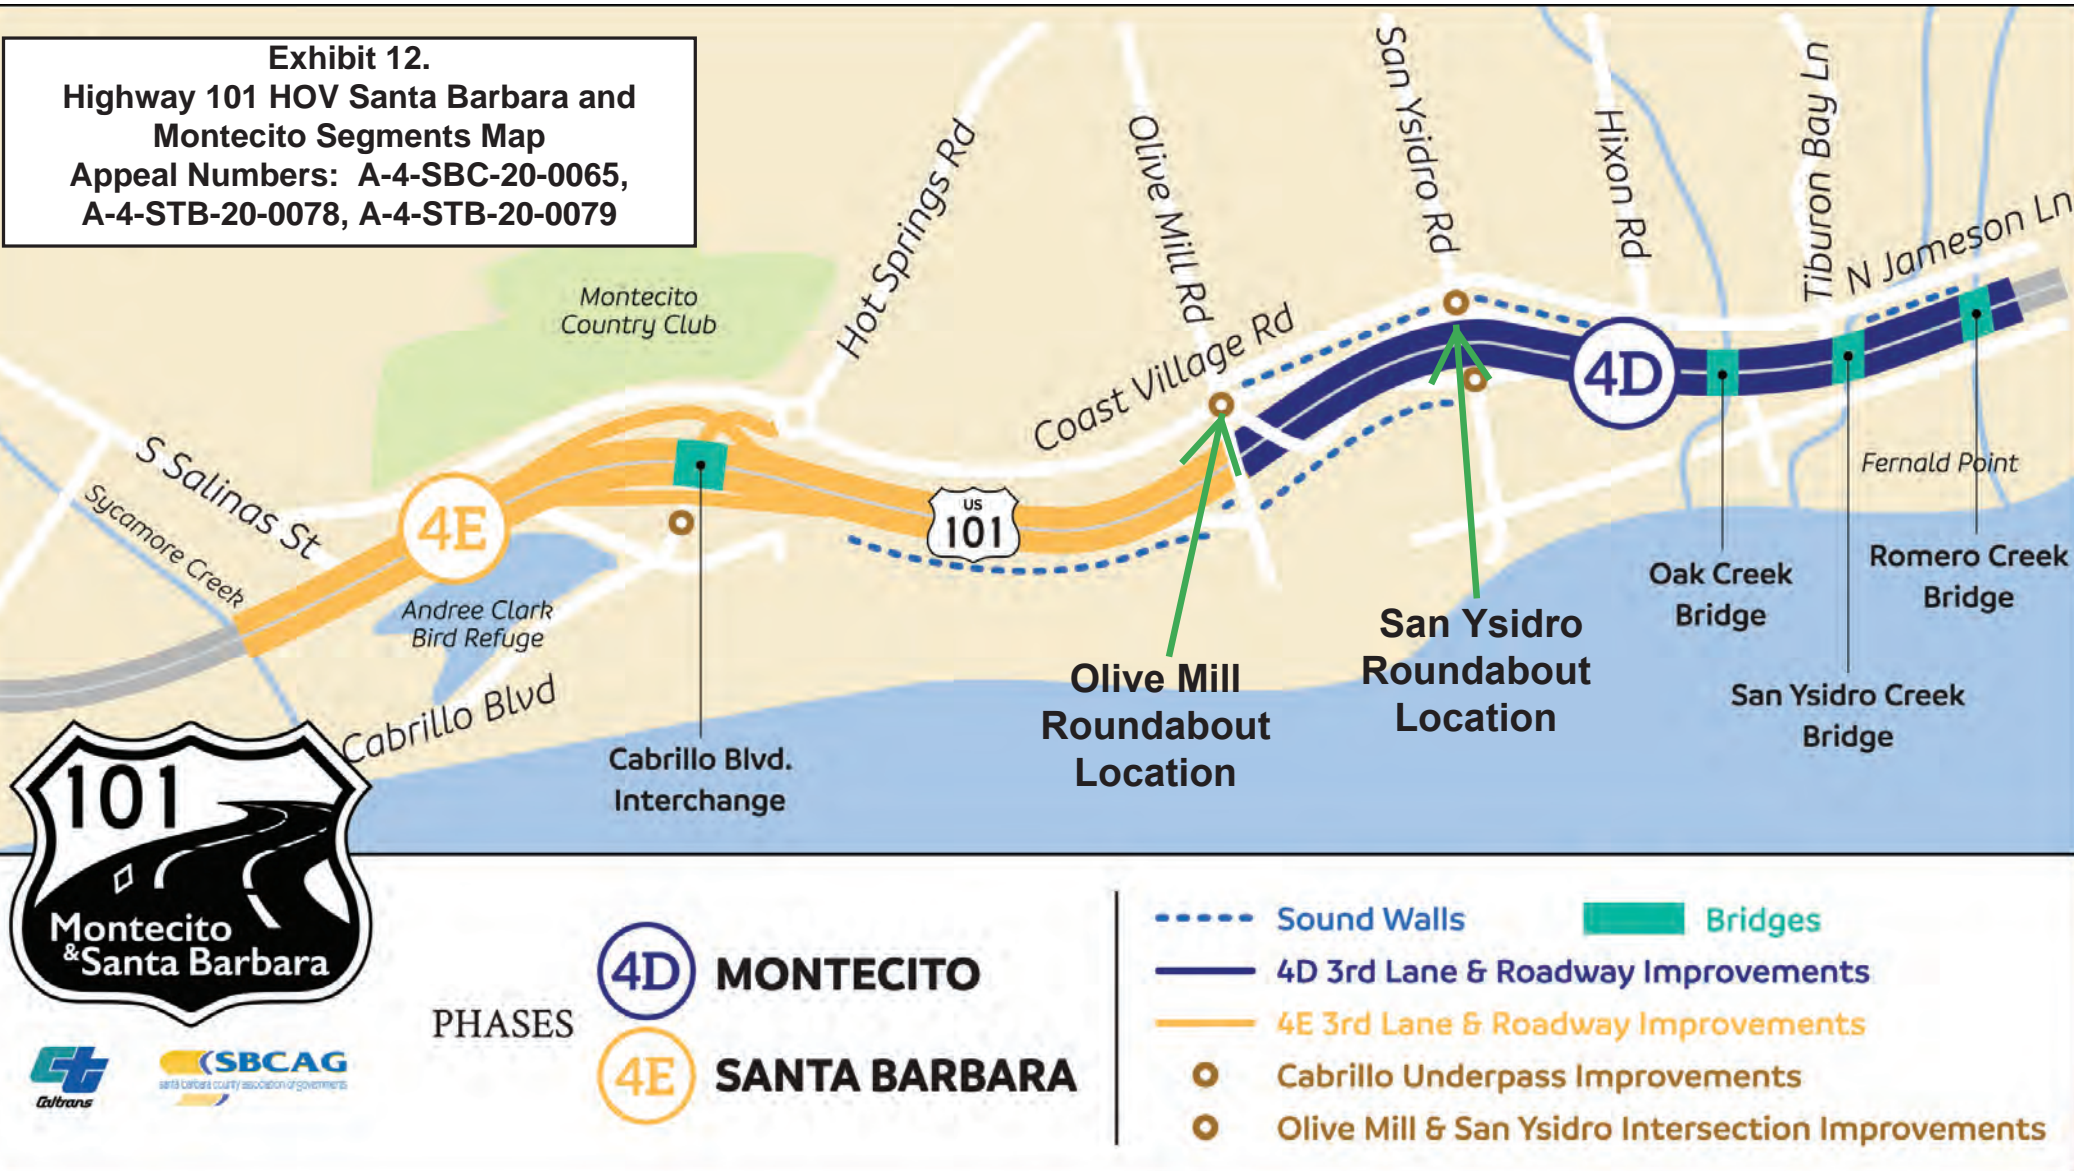 Exhibit 12.
Highway 101 HOV Santa Barbara and
Montecito Segments Map
Appeal Numbers: A-4-SBC-20-0065,
A-4-STB-20-0078, A-4-STB-20-0079
Montecito
Country Club
Hot Springs Rd
Olive Mill Rd
San Ysidro Rd
Hixon Rd
Tiburon Bay Ln
N Jameson Ln
Coast Village Rd
S Salinas St
Sycamore Creek
4E
US
101
4D
Fernald Point
Andree Clark
Bird Refuge
Cabrillo Blvd
Cabrillo Blvd.
Interchange
Olive Mill
Roundabout
Location
San Ysidro
Roundabout
Location
Oak Creek
Bridge
San Ysidro Creek
Bridge
Romero Creek
Bridge
101
Montecito
&Santa Barbara
Caltrans
SBCAG
santa barbara county association of governments
PHASES
4D MONTECITO
4E SANTA BARBARA
Sound Walls
Bridges
4D 3rd Lane & Roadway Improvements
4E 3rd Lane & Roadway Improvements
Cabrillo Underpass Improvements
Olive Mill & San Ysidro Intersection Improvements